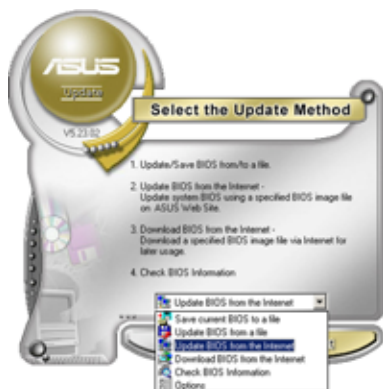 ASUS
Update
V5.23.02
Select the Update Method
1. Update/Save BIOS from/to a file.
2. Update BIOS from the Internet -
Update system BIOS using a specified BIOS image file
on ASUS Web Site.
3. Download BIOS from the Internet -
Download a specified BIOS image file via Internet for
later usage.
4. Check BIOS Information
Update BIOS from the Internet
Save current BIOS to a file
Update BIOS from a file
Update BIOS from the Internet
Download BIOS from the Internet
Check BIOS Information
Options